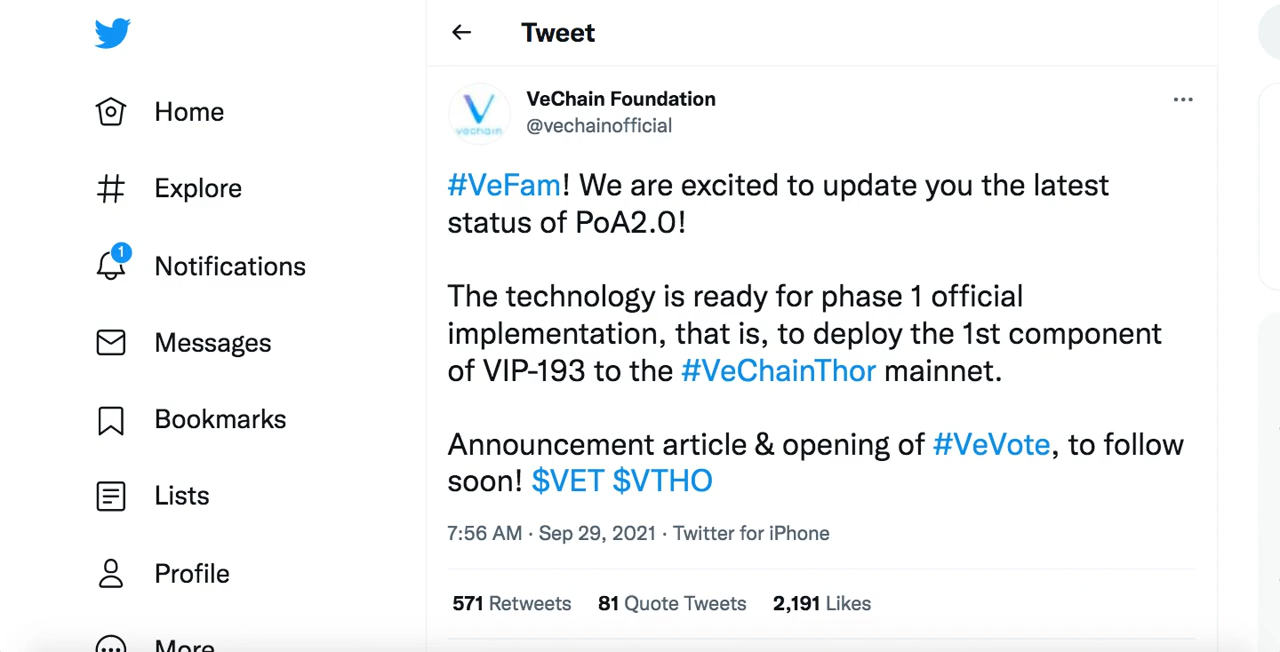 Tweet
Home
Explore
1
Notifications
Messages
Bookmarks
Lists
Profile
More
VeChain Foundation
@vechainofficial
vechain
#VeFam! We are excited to update you the latest
status of PoA2.0!
The technology is ready for phase 1 official
implementation, that is, to deploy the 1st component
of VIP-193 to the #VeChainThor mainnet.
Announcement article & opening of #VeVote, to follow
soon! $VET $VTHO
7:56 AM · Sep 29, 2021 · Twitter for iPhone
571 Retweets 81 Quote Tweets 2,191 Likes